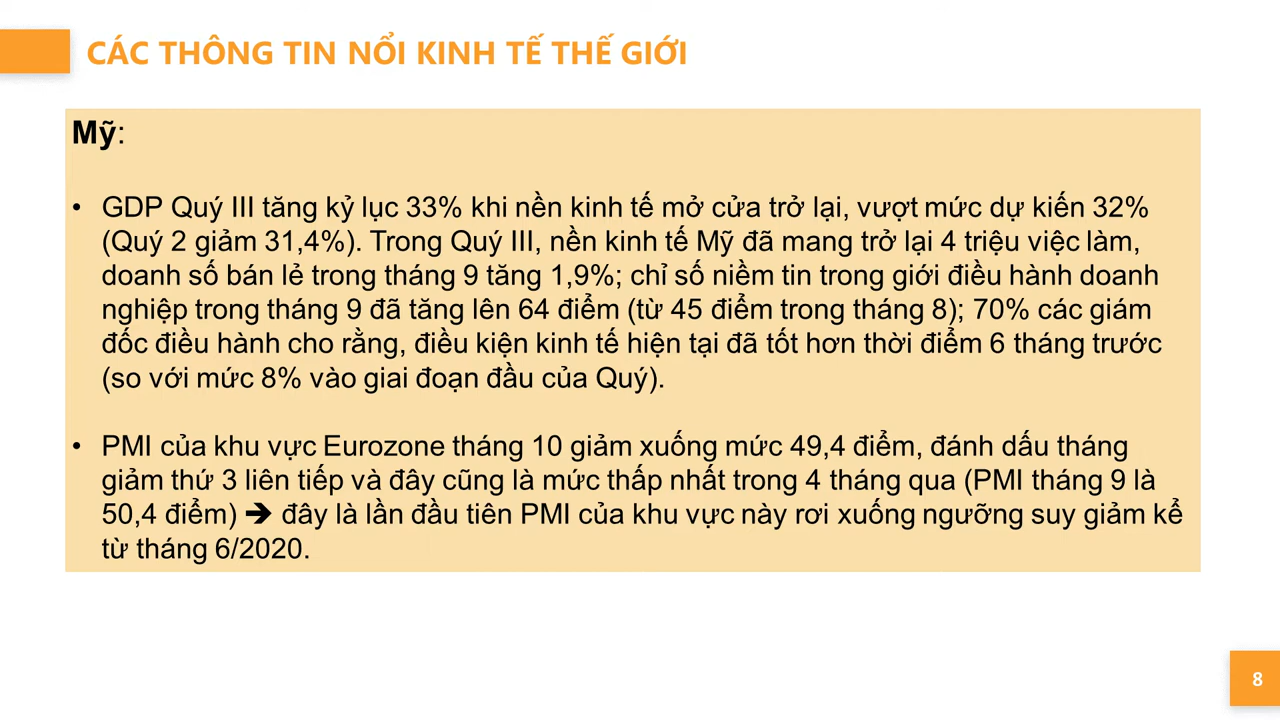 CÁC THÔNG TIN NỔI KINH TẾ THẾ GIỚI
Mỹ:
• GDP Quý III tăng kỷ lục 33% khi nền kinh tế mở cửa trở lại, vượt mức dự kiến 32%
(Quý 2 giảm 31,4%). Trong Quý III, nền kinh tế Mỹ đã mang trở lại 4 triệu việc làm,
doanh số bán lẻ trong tháng 9 tăng 1,9%; chỉ số niềm tin trong giới điều hành doanh
nghiệp trong tháng 9 đã tăng lên 64 điểm (từ 45 điểm trong tháng 8); 70% các giám
đốc điều hành cho rằng, điều kiện kinh tế hiện tại đã tốt hơn thời điểm 6 tháng trước
(so với mức 8% vào giai đoạn đầu của Quý).
• PMI của khu vực Eurozone tháng 10 giảm xuống mức 49,4 điểm, đánh dấu tháng
giảm thứ 3 liên tiếp và đây cũng là mức thấp nhất trong 4 tháng qua (PMI tháng 9 là
50,4 điểm) ➔ đây là lần đầu tiên PMI của khu vực này rơi xuống ngưỡng suy giảm kể
từ tháng 6/2020.
8